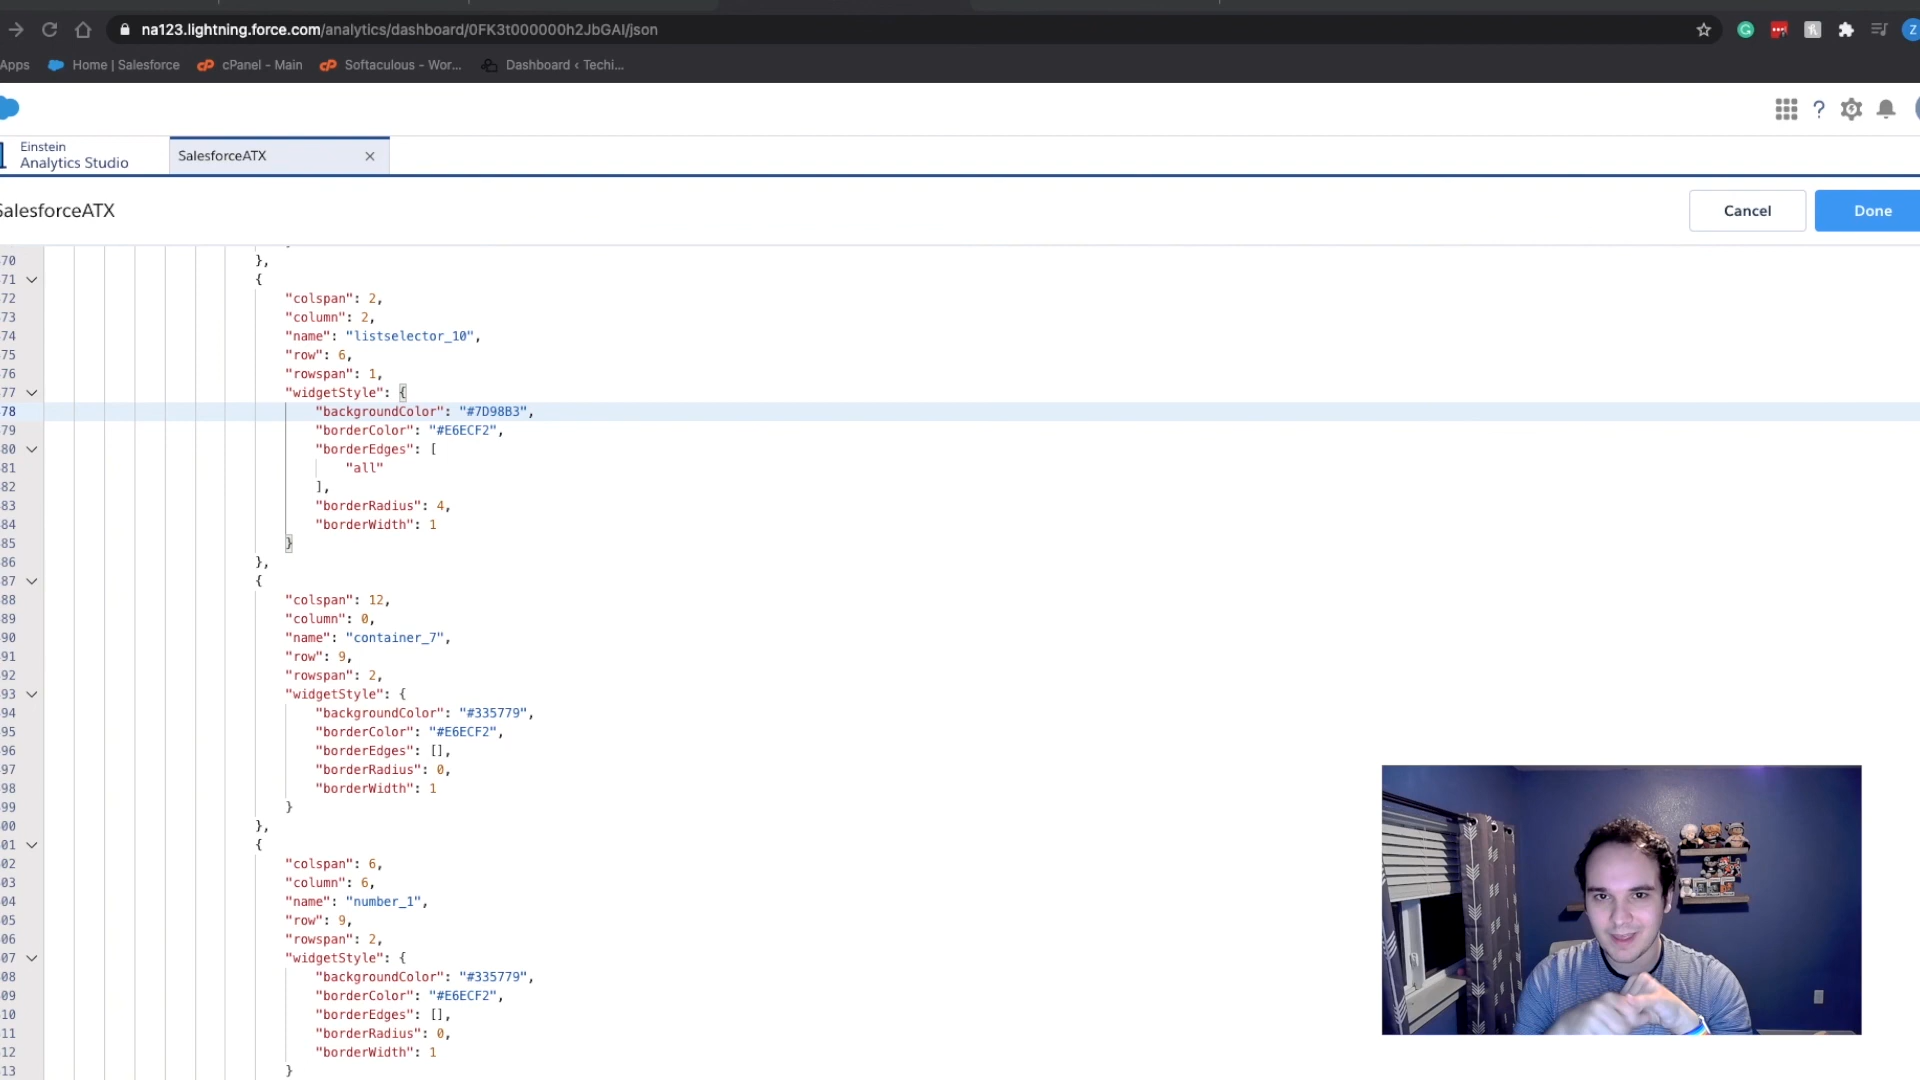 na123.lightning.force.com/analytics/dashboard/0FK3t000000h2JbGAI/json
Apps
Home | Salesforce
cPanel - Main
Softaculous - Wor...
Dashboard ‹ Techi...
Einstein
Analytics Studio
SalesforceATX
SalesforceATX
Cancel
Done
70 },
71 {
72 "colspan": 2,
73 "column": 2,
74 "name": "listselector_10",
75 "row": 6,
76 "rowspan": 1,
77 "widgetStyle": {
78 "backgroundColor": "#7D98B3",
79 "borderColor": "#E6ECF2",
80 "borderEdges": [
81 "all"
82 ],
83 "borderRadius": 4,
84 "borderWidth": 1
85 }
86 },
87 {
88 "colspan": 12,
89 "column": 0,
90 "name": "container_7",
91 "row": 9,
92 "rowspan": 2,
93 "widgetStyle": {
94 "backgroundColor": "#335779",
95 "borderColor": "#E6ECF2",
96 "borderEdges": [],
97 "borderRadius": 0,
98 "borderWidth": 1
99 }
00 },
01 {
02 "colspan": 6,
03 "column": 6,
04 "name": "number_1",
05 "row": 9,
06 "rowspan": 2,
07 "widgetStyle": {
08 "backgroundColor": "#335779",
09 "borderColor": "#E6ECF2",
10 "borderEdges": [],
11 "borderRadius": 0,
12 "borderWidth": 1
13 }